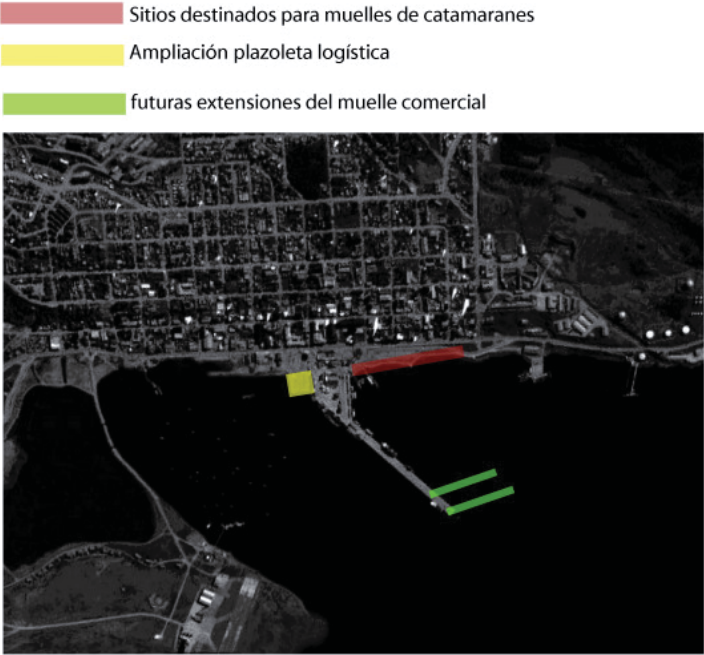 Sitios destinados para muelles de catamaranes
Ampliación plazoleta logística
futuras extensiones del muelle comercial